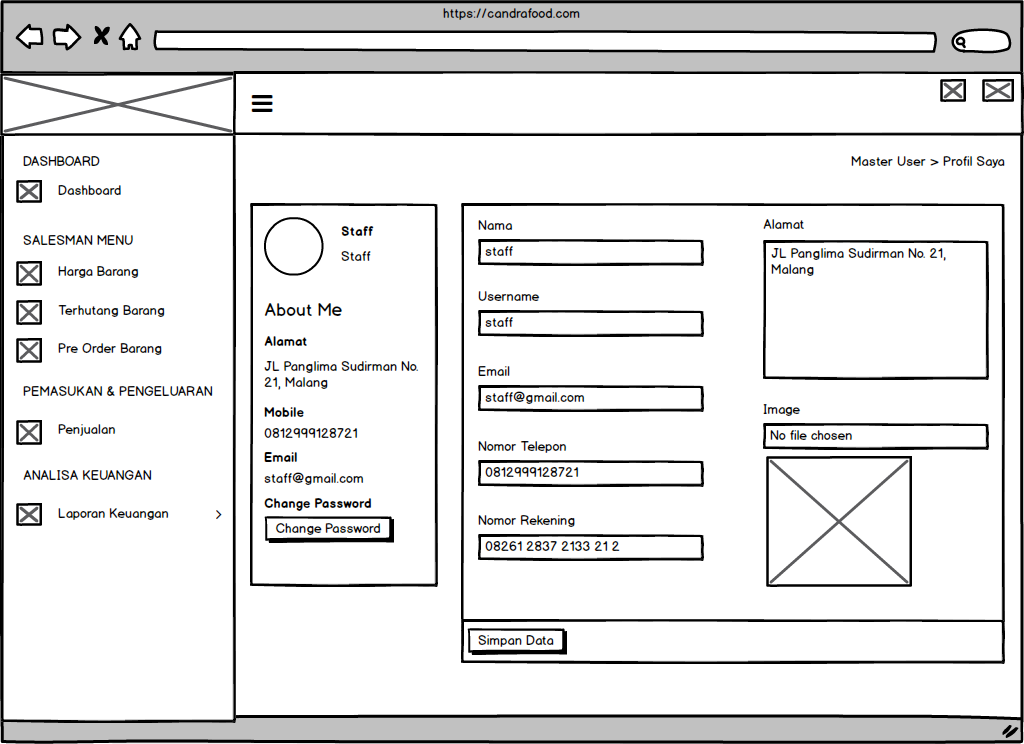 https://candrafood.com
DASHBOARD
Dashboard
SALESMAN MENU
Harga Barang
Terhutang Barang
Pre Order Barang
PEMASUKAN & PENGELUARAN
Penjualan
ANALISA KEUANGAN
Laporan Keuangan >
Master User > Profil Saya
Staff
Staff
About Me
Alamat
JL Panglima Sudirman No.
21, Malang
Mobile
0812999128721
Email
staff@gmail.com
Change Password
Change Password
Nama
staff
Username
staff
Email
staff@gmail.com
Nomor Telepon
0812999128721
Nomor Rekening
08261 2837 2133 21 2
Alamat
JL Panglima Sudirman No. 21,
Malang
Image
No file chosen
Simpan Data